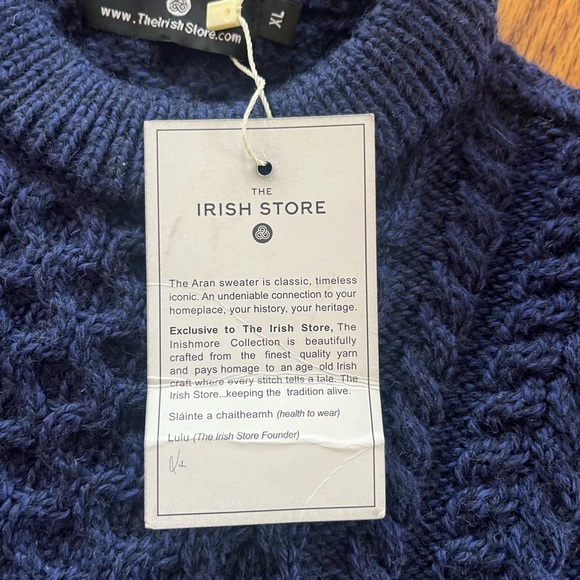 www.TheIrishStore.com
XL
THE
IRISH STORE
The Aran sweater is classic, timeless
iconic. An undeniable connection to your
homeplace, your history, your heritage.
Exclusive to The Irish Store, The
Inishmore Collection is beautifully
crafted from the finest quality yarn
and pays homage to an age old Irish
craft where every stitch tells a tale. The
Irish Store...keeping the tradition alive.
Sláinte a chaitheamh (health to wear)
Lulu (The Irish Store Founder)